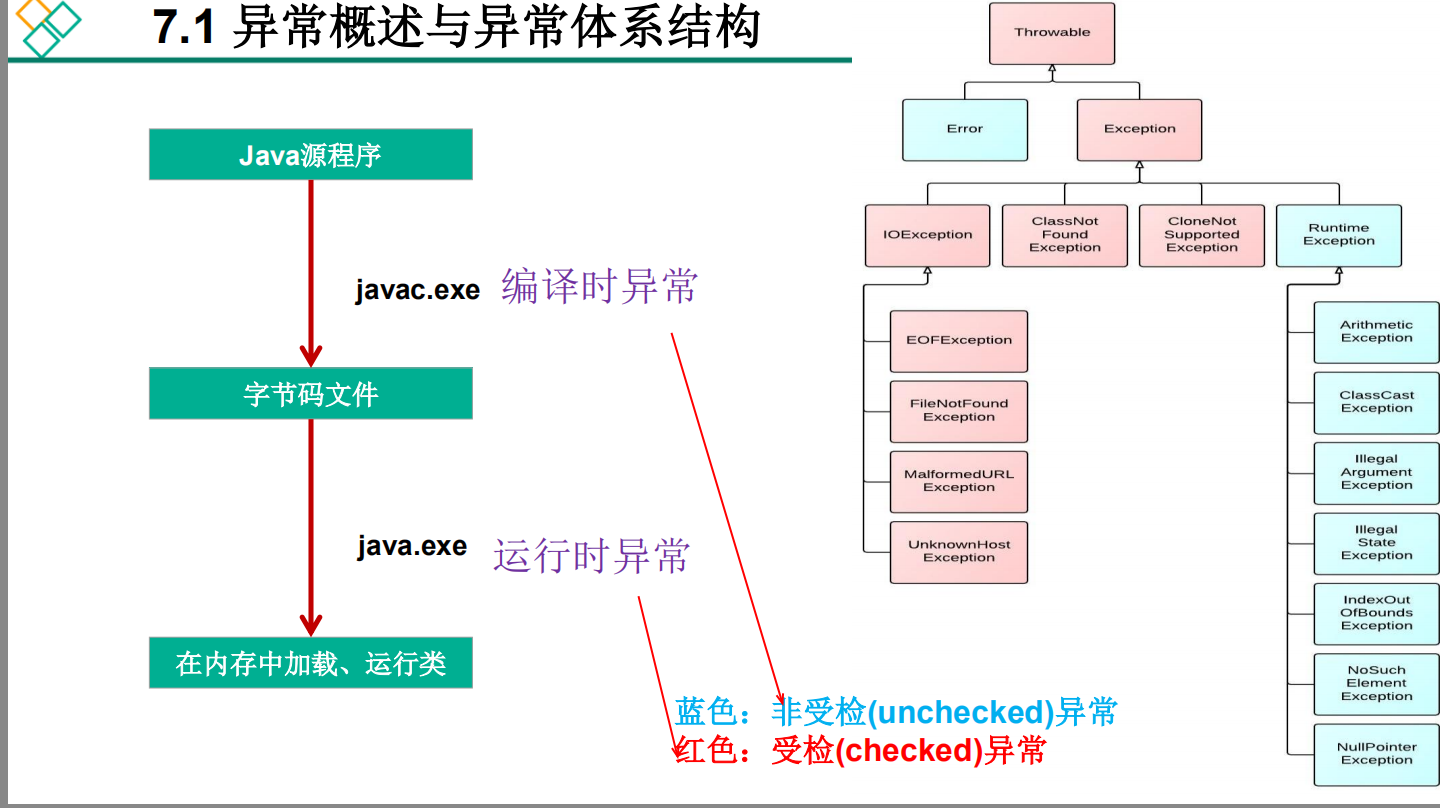 7.1 异常概述与异常体系结构
Java源程序
javac.exe 编译时异常
字节码文件
java.exe 运行时异常
在内存中加载、运行类
蓝色：非受检(unchecked)异常
红色：受检(checked)异常
Throwable
Error
Exception
IOException
ClassNot
Found
Exception
CloneNot
Supported
Exception
Runtime
Exception
EOFException
FileNotFound
Exception
MalformedURL
Exception
UnknownHost
Exception
Arithmetic
Exception
ClassCast
Exception
Illegal
Argument
Exception
Illegal
State
Exception
IndexOut
OfBounds
Exception
NoSuch
Element
Exception
NullPointer
Exception